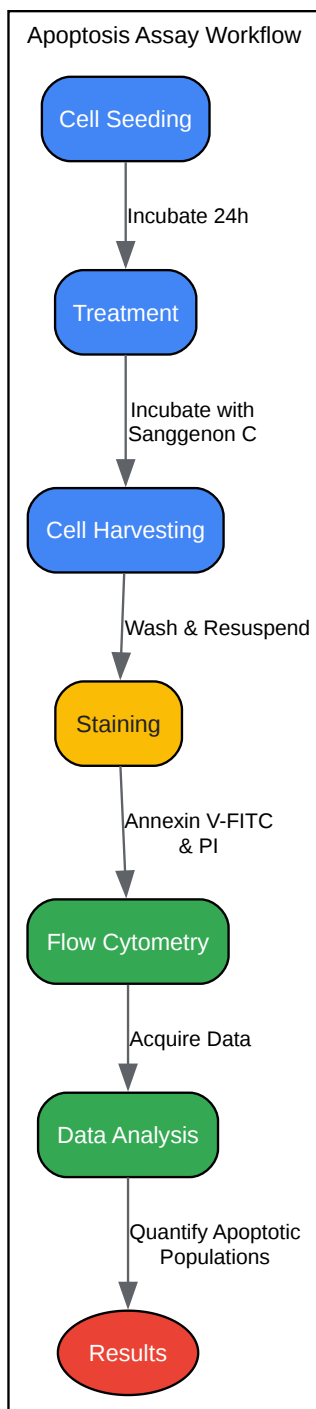 Apoptosis Assay Workflow
Cell Seeding
Incubate 24h
Treatment
Incubate with
Sanggenon C
Cell Harvesting
Wash & Resuspend
Staining
Annexin V-FITC
& PI
Flow Cytometry
Acquire Data
Data Analysis
Quantify Apoptotic
Populations
Results